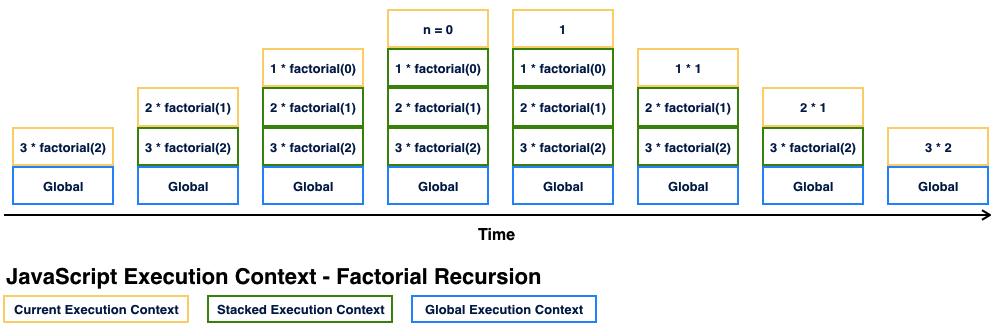 n = 0
1
1 * factorial(0)
1 * factorial(0)
1 * factorial(0)
1 * 1
2 * factorial(1)
2 * factorial(1)
2 * factorial(1)
2 * factorial(1)
2 * factorial(1)
2 * 1
3 * factorial(2)
3 * factorial(2)
3 * factorial(2)
3 * factorial(2)
3 * factorial(2)
3 * factorial(2)
3 * factorial(2)
3 * 2
Global
Global
Global
Global
Global
Global
Global
Global
Time
JavaScript Execution Context - Factorial Recursion
Current Execution Context
Stacked Execution Context
Global Execution Context